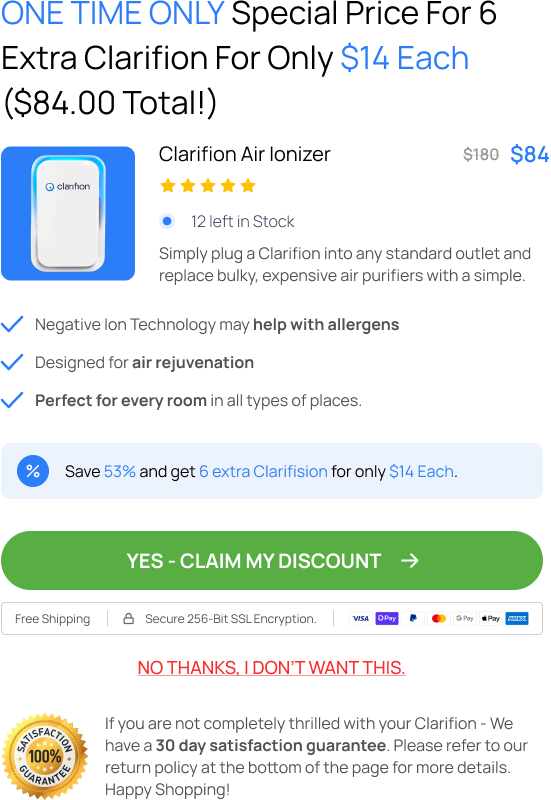 ONE TIME ONLY Special Price For 6
Extra Clarifion For Only $14 Each
($84.00 Total!)
clarifion
Clarifion Air Ionizer
$180 $84
12 left in Stock
Simply plug a Clarifion into any standard outlet and
replace bulky, expensive air purifiers with a simple.
Negative Ion Technology may help with allergens
Designed for air rejuvenation
Perfect for every room in all types of places.
% Save 53% and get 6 extra Clarifision for only $14 Each.
YES - CLAIM MY DISCOUNT
Free Shipping
Secure 256-Bit SSL Encryption.
VISA Pay G Pay Pay AMEX
NO THANKS, I DON'T WANT THIS.
SATISFACTION
100%
GUARANTEE
If you are not completely thrilled with your Clarifion - We
have a 30 day satisfaction guarantee. Please refer to our
return policy at the bottom of the page for more details.
Happy Shopping!